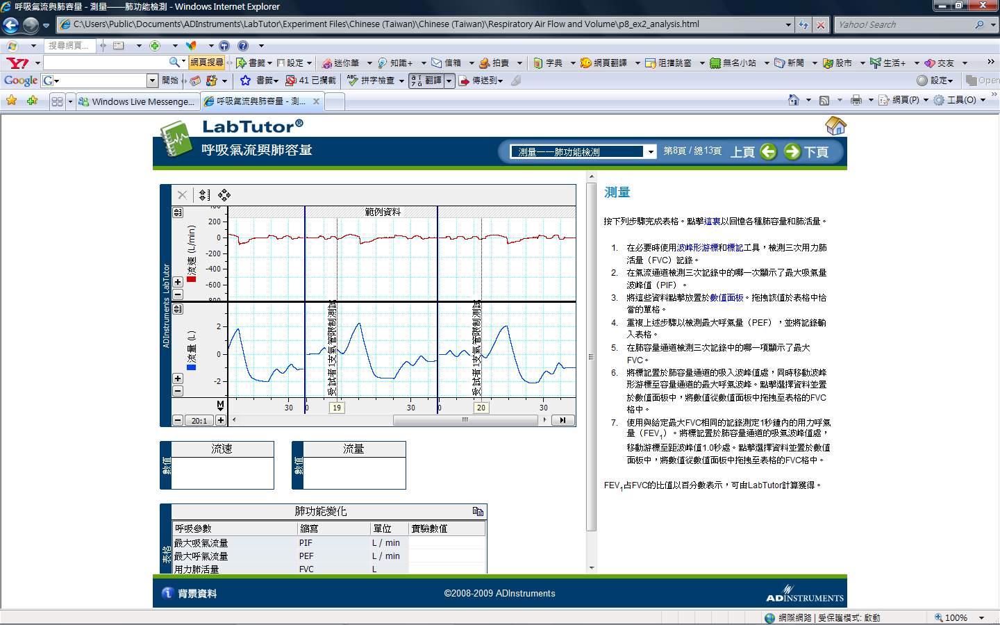 呼吸氣流與肺容量 - 測量——肺功能檢測 - Windows Internet Explorer
C:\Users\Public\Documents\ADInstruments\LabTutor\Experiment Files\Chinese (Taiwan)\Chinese (Taiwan)\Respiratory Air Flow and Volume\p8_ex2_analysis.html
Yahoo! Search
搜尋網頁...
Y! 網頁搜尋 書籤 設定 迷你筆 知識+ 信箱 拍賣 字典 網頁翻譯 阻擋跳窗 無名小站 投資 新聞 股市 生活+ 交友
Google G 開始 書籤 41 已攔截 拼字檢查 翻譯 傳送到 設定 Open
Windows Live Messenge... 呼吸氣流與肺容量 - 測... 網頁(P) 工具(O)
LabTutor®
呼吸氣流與肺容量
測量——肺功能檢測 第8頁 / 總13頁 上頁 下頁
ADInstruments LabTutor
範例資料
流速 (L/min)
400
200
0
-200
-400
-600
-800
流量 (L)
2
0
-2
受試者1支氣管限制測試
受試者1支氣管限制測試
M
30 0 19 30 0 20 30
20:1
數值 流速
數值 流量
表格
肺功能變化
呼吸參數 縮寫 單位 實驗數值
最大吸氣流量 PIF L / min
最大呼氣流量 PEF L / min
用力肺活量 FVC L
測量
按下列步驟完成表格。點擊這裏以回憶各種肺容量和肺活量。
1. 在必要時使用波峰形游標和標記工具，檢測三次用力肺
活量（FVC）記錄。
2. 在氣流通道檢測三次記錄中的哪一次顯示了最大吸氣量
波峰值（PIF）。
3. 將這些資料點擊放置於數值面板。拖拽該值於表格中恰
當的單格。
4. 重複上述步驟以檢測最大呼氣量（PEF），並將記錄輸
入表格。
5. 在肺容量通道檢測三次記錄中的哪一項顯示了最大
FVC。
6. 將標記置於肺容量通道的吸入波峰值處，同時移動波峰
形游標至容量通道的最大呼氣波峰。點擊選擇資料並置
於數值面板中，將數值從數值面板中拖拽至表格的FVC
格中。
7. 使用與給定最大FVC相同的記錄測定1秒鐘內的用力呼氣
量（FEV1）。將標記置於肺容量通道的吸氣波峰值處，
移動游標至距波峰值1.0秒處。點擊選擇資料並置於數值
面板中，將數值從數值面板中拖拽至表格的FVC格中。
FEV1占FVC的比值以百分數表示，可由LabTutor計算獲得。
背景資料 ©2008-2009 ADInstruments ADINSTRUMENTS
網際網路 | 受保護模式: 啟動 100%